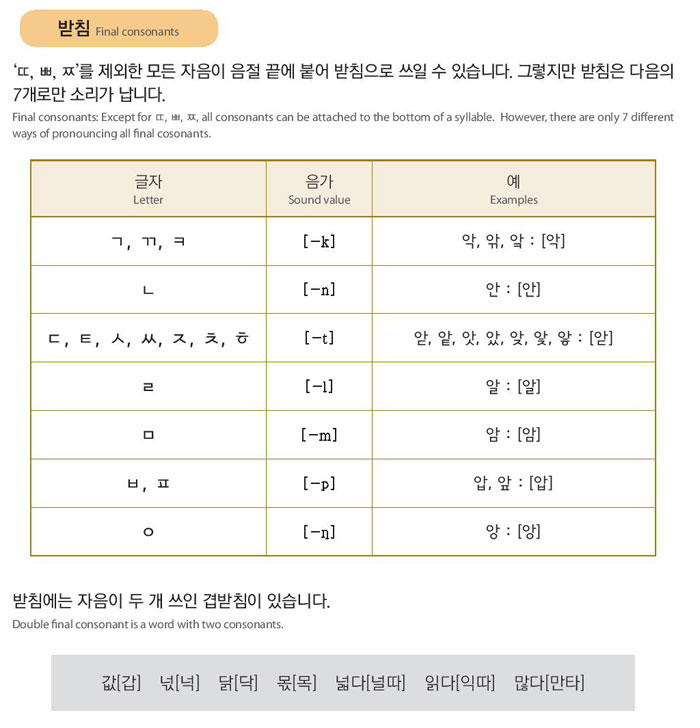 받침 Final consonants
‘ㄸ, ㅃ, ㅉ’를 제외한 모든 자음이 음절 끝에 붙어 받침으로 쓰일 수 있습니다. 그렇지만 받침은 다음의
7개로만 소리가 납니다.
Final consonants: Except for ㄸ, ㅃ, ㅉ, all consonants can be attached to the bottom of a syllable. However, there are only 7 different
ways of pronouncing all final cosonants.
글자 음가 예
Letter Sound value Examples
ㄱ, ㄲ, ㅋ [-k] 악, 앆, 앜 : [악]
ㄴ [-n] 안 : [안]
ㄷ, ㅌ, ㅅ, ㅆ, ㅈ, ㅊ, ㅎ [-t] 앋, 앝, 앗, 았, 앚, 앛, 앟 : [앋]
ㄹ [-l] 알 : [알]
ㅁ [-m] 암 : [암]
ㅂ, ㅍ [-p] 압, 앞 : [압]
ㅇ [-ŋ] 앙 : [앙]
받침에는 자음이 두 개 쓰인 겹받침이 있습니다.
Double final consonant is a word with two consonants.
값[갑] 넋[넉] 닭[닥] 몫[목] 넓다[널따] 읽다[익따] 많다[만타]